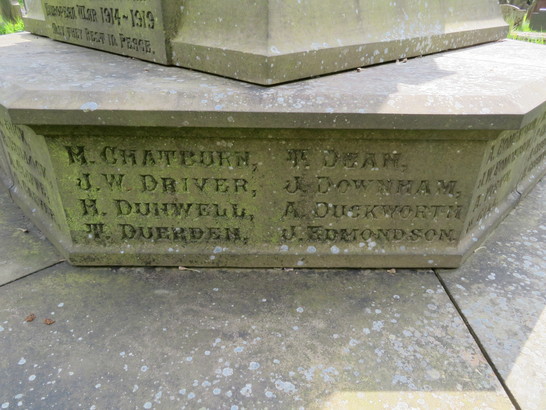 European War 1914~1919
May they Rest in Peace.
M. Chatburn, T. Dean,
J. W. Driver, J. Downham,
H. Dunwell, A. Duckworth
T. Duerden, J. Edmondson.